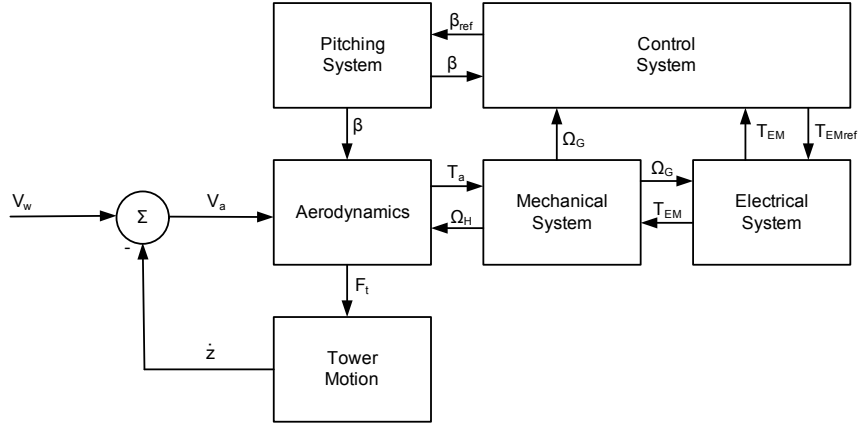 Pitching
System
β_ref
β
Control
System
β
Ω_G
T_EM
T_EMref
V_w
Σ
-
V_a
Aerodynamics
T_a
Ω_H
Mechanical
System
Ω_G
T_EM
Electrical
System
F_t
ż
Tower
Motion